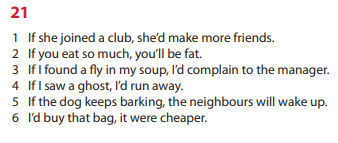 21
1 If she joined a club, she'd make more friends.
2 If you eat so much, you'll be fat.
3 If I found a fly in my soup, I'd complain to the manager.
4 If I saw a ghost, I'd run away.
5 If the dog keeps barking, the neighbours will wake up.
6 I'd buy that bag, it were cheaper.